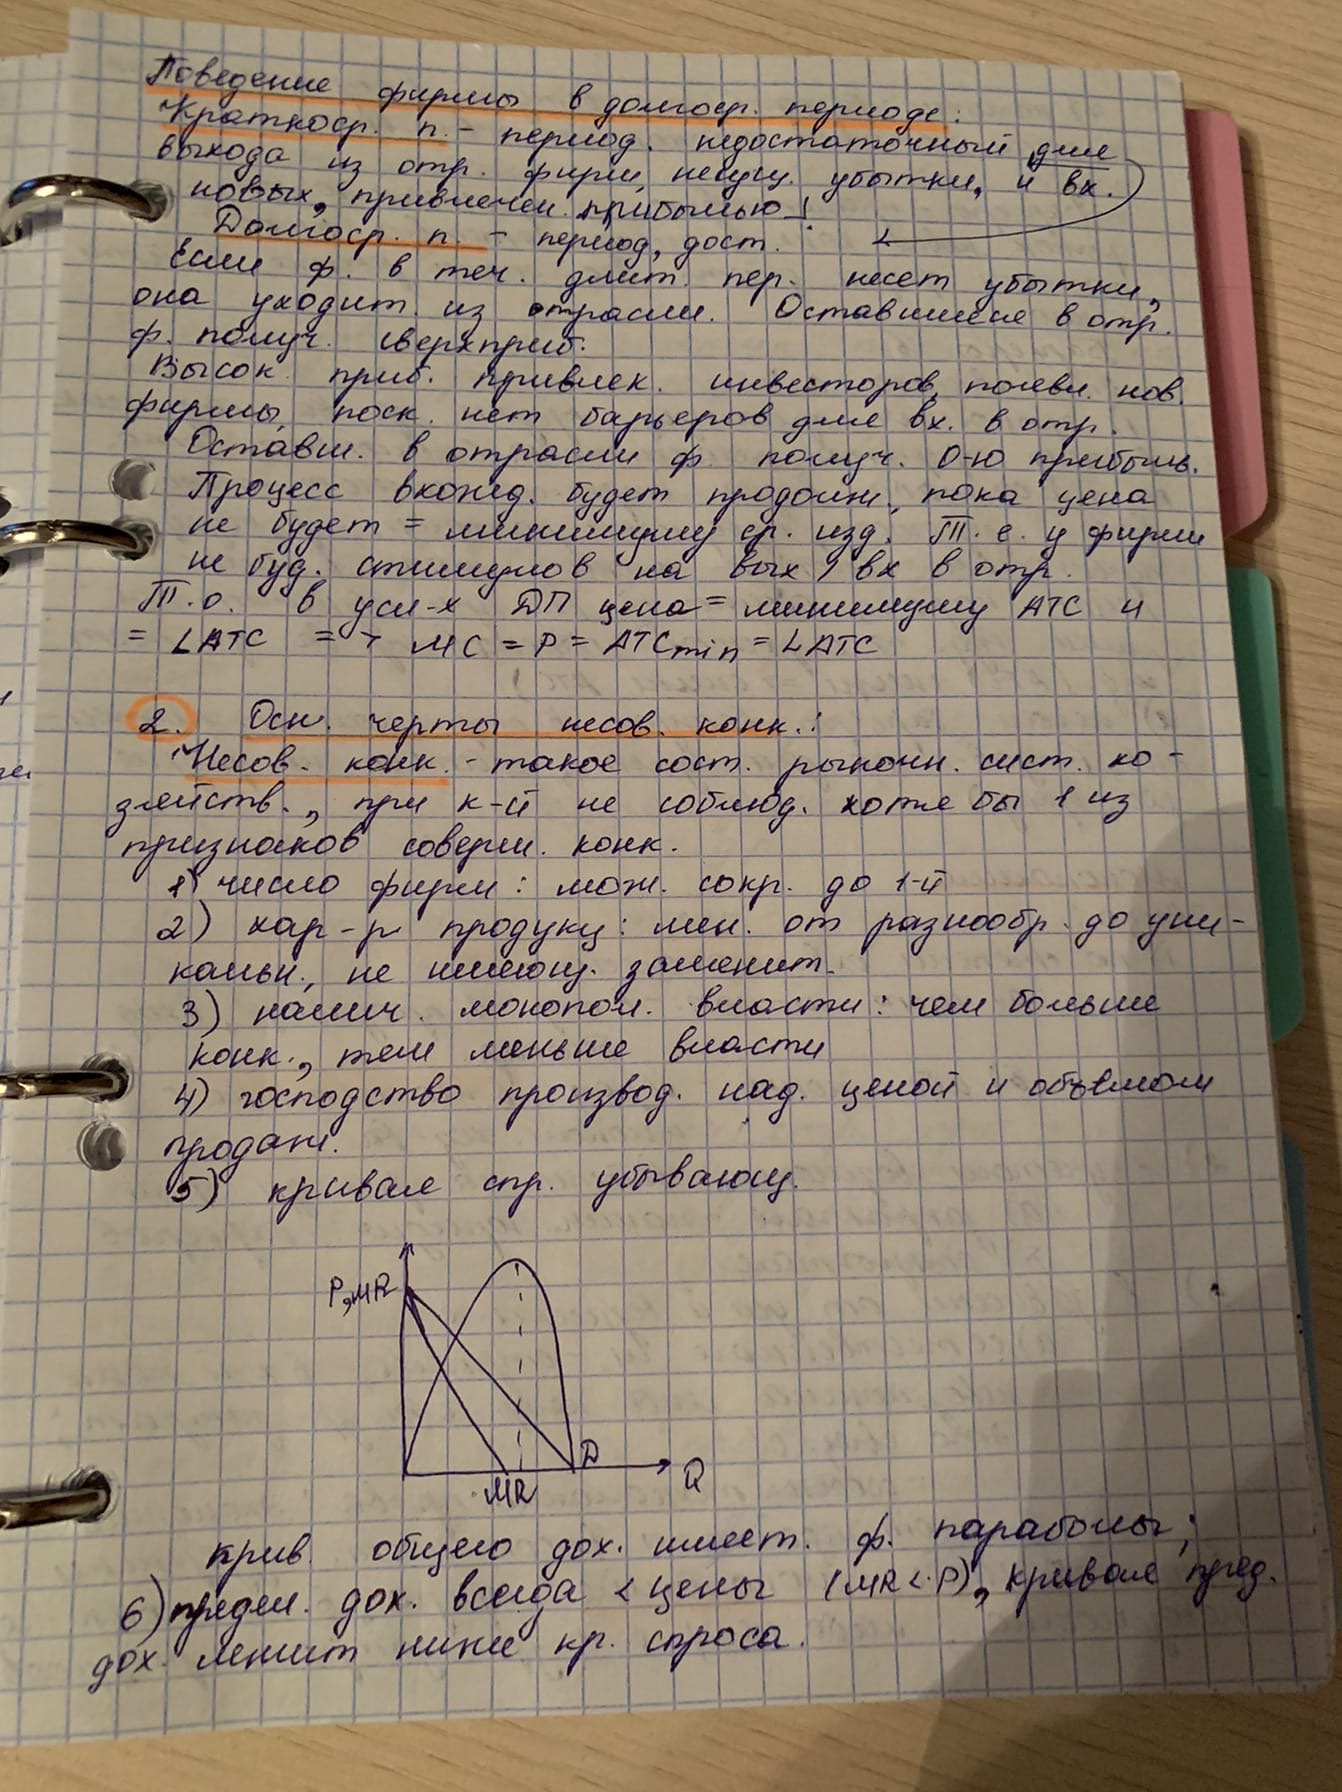 Поведение фирмы в долгоср. периоде:
Краткоср. п. - период, недостаточный для
выхода из отр. фирм, несущ. убытки, и вх.
новых, привлечен. прибылью!
Долгоср. п. - период, дост.
Если ф. в теч. длит. пер. несет убытки,
она уходит из отрасли. Оставшиеся в отр.
ф. получ. сверхприб.
Высок. приб. привлек. инвесторов, появл. нов.
фирмы, поск. нет барьеров для вх. в отр.
Оставш. в отрасли ф. получ. 0-ю прибыль.
Процесс вхожд. будет продолж., пока цена
не будет = минимуму ср. изд. Т.е. у фирм
не буд. стимулов на вых / вх в отр.
Т.о. в усл-х ДП цена = минимуму ATC и
= LATC => MC = P = ATCmin = LATC
2. Осн. черты несов. конк.:
Несов. конк. - такое сост. рыночн. сист. хо-
зяйств., при к-й не соблюд. хотя бы 1 из
признаков соверш. конк.
1) число фирм: мож. сокр. до 1-й
2) хар-р продукц: мен. от разнообр. до уни-
кальн., не имеющ. заменит.
3) налич. монопол. власти: чем больше
конк., тем меньше власти
4) господство производ. над. ценой и объемом
продаж.
5) кривая спр. убывающ.
P, MR
D
MR
Q
крив. общего дох. имеет. ф. параболы;
6) предел. дох. всегда < цены (MR < P), кривая пред.
дох. лежит ниже кр. спроса.